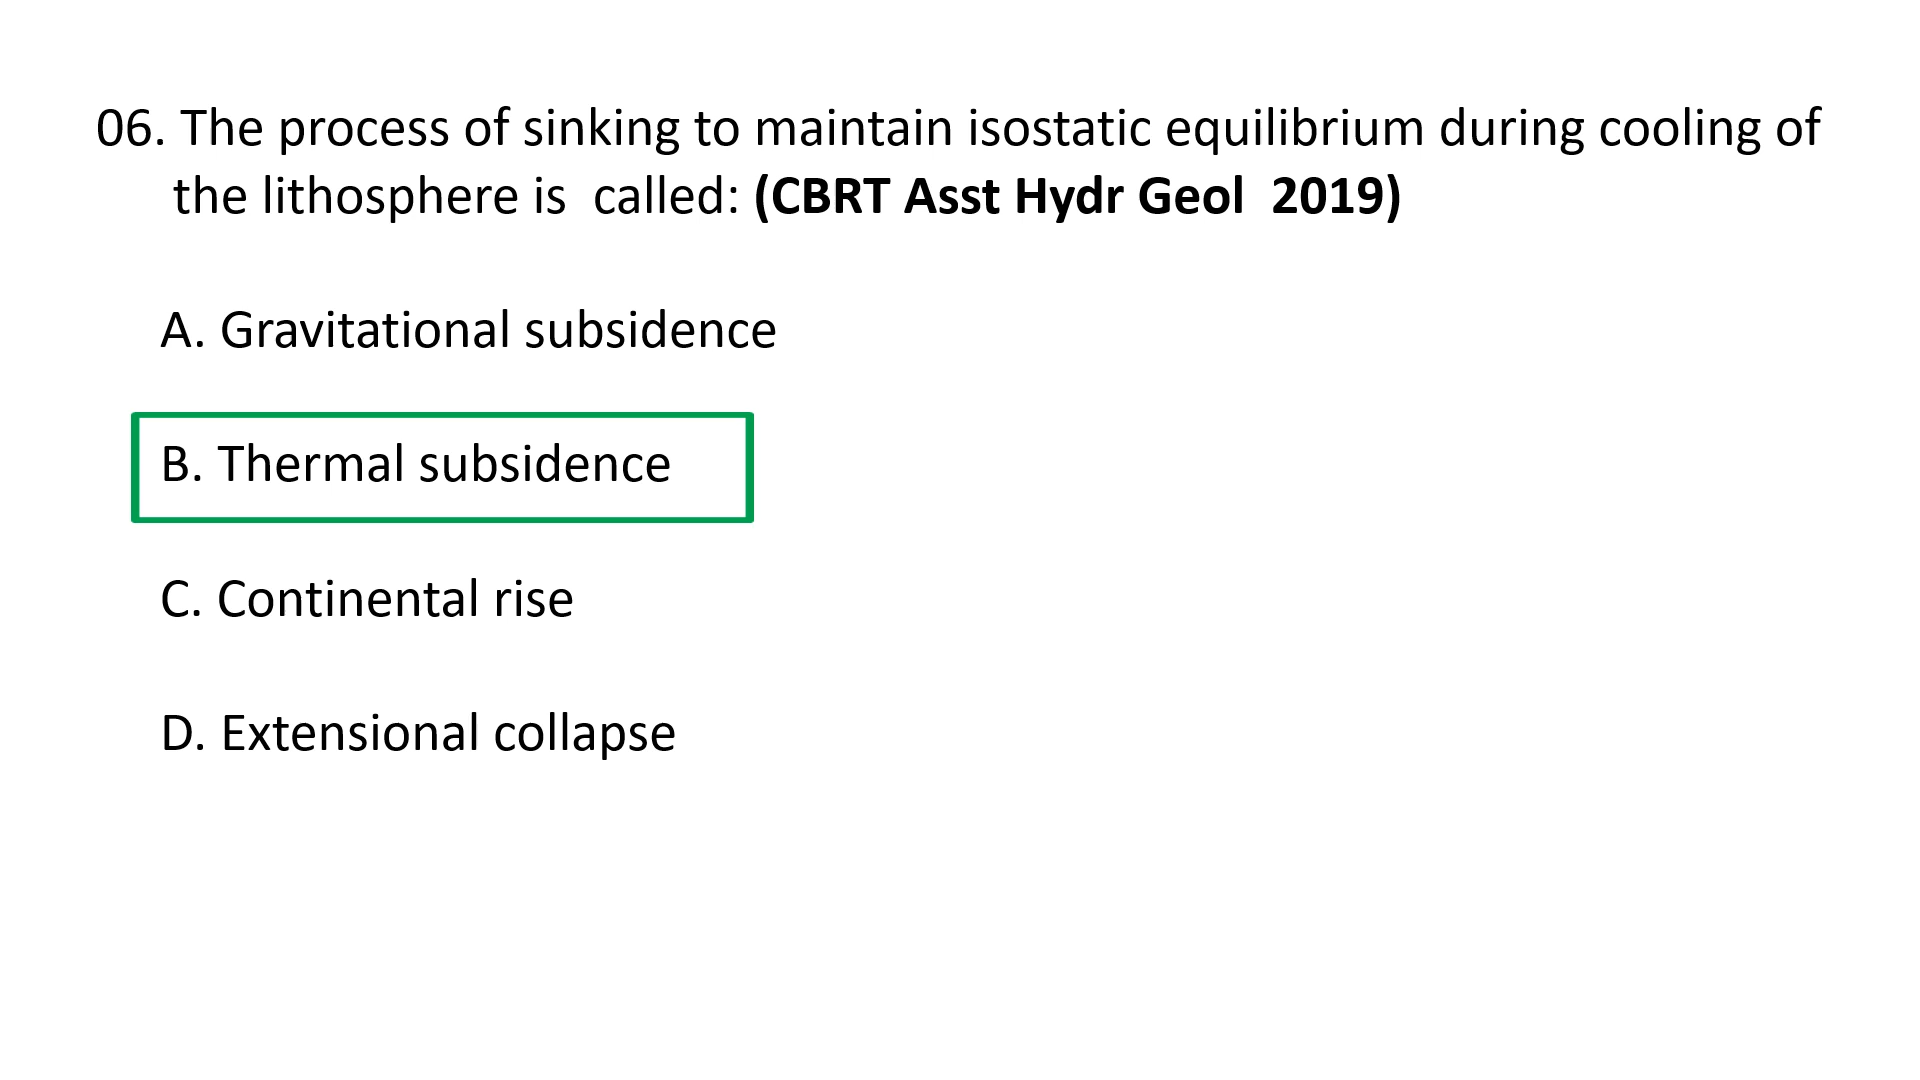 06. The process of sinking to maintain isostatic equilibrium during cooling of
the lithosphere is called: (CBRT Asst Hydr Geol 2019)
A. Gravitational subsidence
B. Thermal subsidence
C. Continental rise
D. Extensional collapse